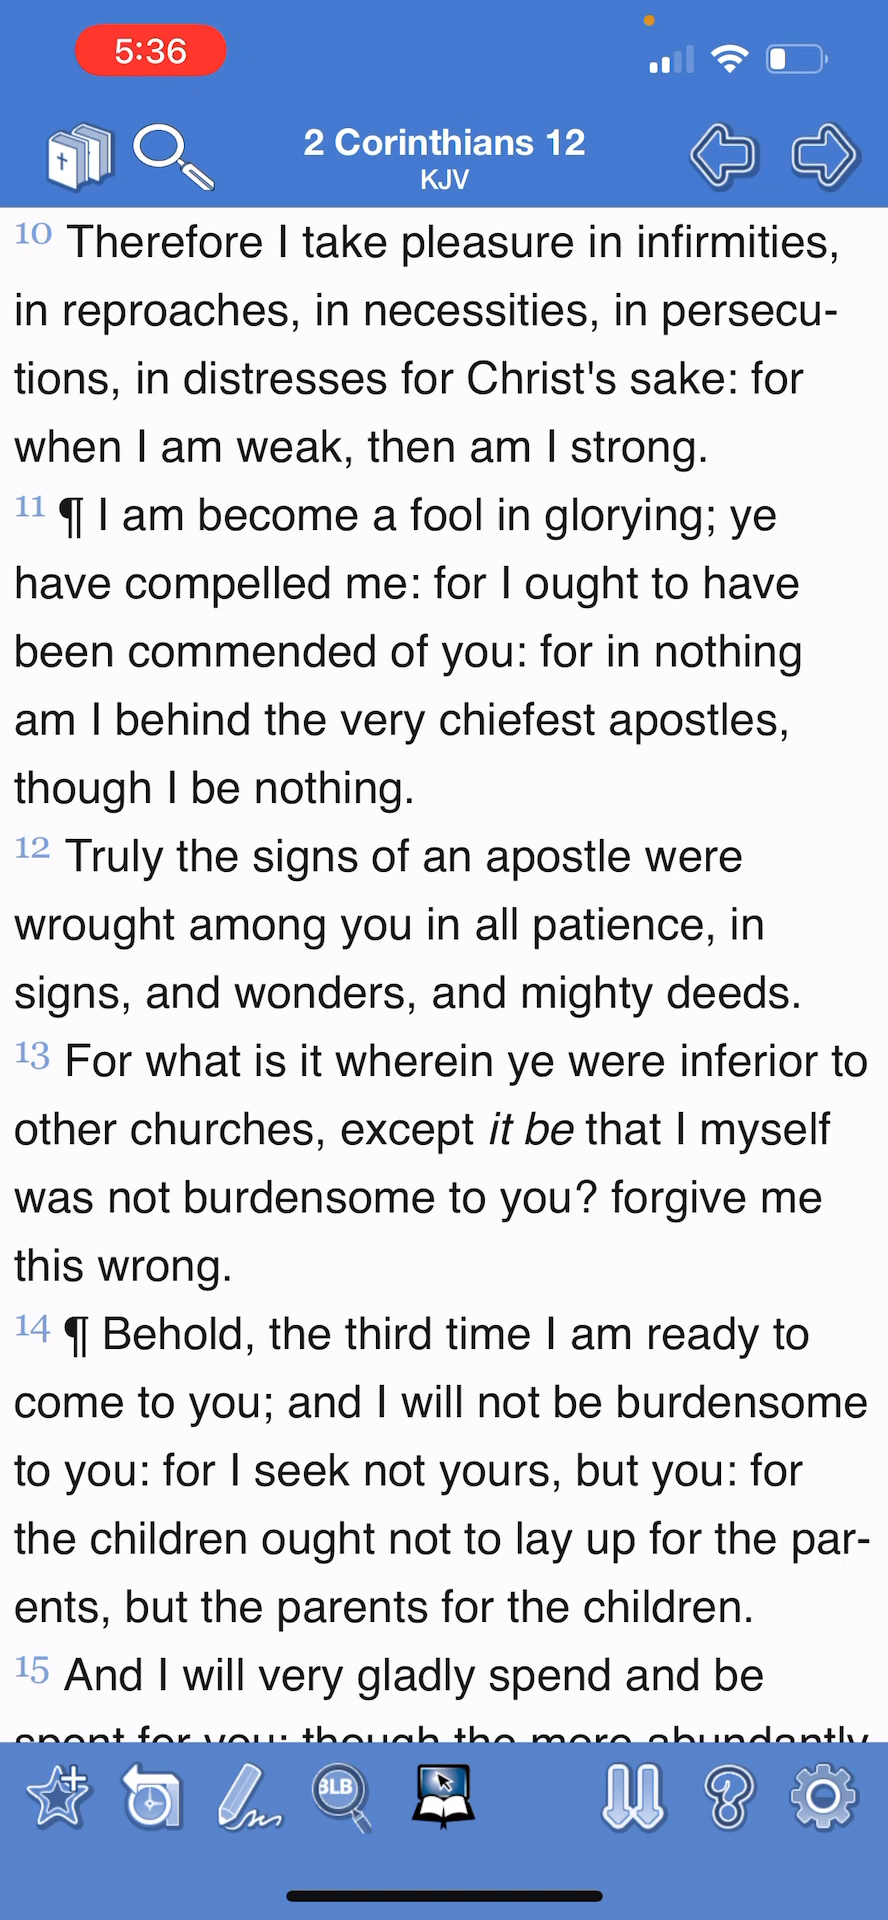 5:36
2 Corinthians 12
KJV
10 Therefore I take pleasure in infirmities,
in reproaches, in necessities, in persecu-
tions, in distresses for Christ's sake: for
when I am weak, then am I strong.
11 ¶ I am become a fool in glorying; ye
have compelled me: for I ought to have
been commended of you: for in nothing
am I behind the very chiefest apostles,
though I be nothing.
12 Truly the signs of an apostle were
wrought among you in all patience, in
signs, and wonders, and mighty deeds.
13 For what is it wherein ye were inferior to
other churches, except it be that I myself
was not burdensome to you? forgive me
this wrong.
14 ¶ Behold, the third time I am ready to
come to you; and I will not be burdensome
to you: for I seek not yours, but you: for
the children ought not to lay up for the par-
ents, but the parents for the children.
15 And I will very gladly spend and be
spent for you; though the more abundantly
BLB